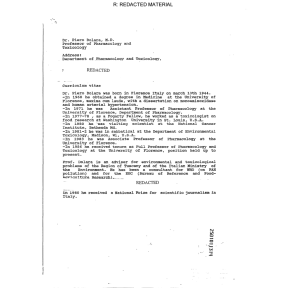 R: REDACTED MATERIAL
Dr. Piero Dolara, M.D.
Professor of Pharmacology and
Toxicology
Address:
Department of Pharmacology and Toxicology,
REDACTED
Curriculum vitae
Dr. Piero Dolara was born in Florence Italy on March 10th 1944.
-In 1968 he obtained a degree in Medicine at the University of
Florence, maxima cum laude, with a dissertation on
and human arterial hypertension.
-In 1971 he was Assistant Professor of Pharmacology at the
University of Florence, Department of Pharmacology.
-In 1977-78 , as a Fogarty Fellow, he worked as a toxicologist on
food research at Washington University in St. Louis, U.S.A.
-In 1980 he was visiting scientist at the National Cancer
Institute, Bethesda MD.
-In 1981-2 he was in sabbatical at the Department of Environmental
Toxicology, Madison, WI, U.S.A.
-In 1983 he was Associate Professor of Pharmacology at the
University of Florence.
-In 1986 he received tenure as Full Professor of Pharmacology and
Toxicology at the University of Florence, position held up to
present.
Prof. Dolara is an advisor for environmental and toxicological
problems of the Region of Tuscany and of the Italian Ministry of
the Environment. He has been a consultant for WHO (on
pollution) and for the EEC (Bureau of Reference and Food-
Agriculture Research).
REDACTED
In 1988 he received a National Prize for scientific journalism in
Italy.